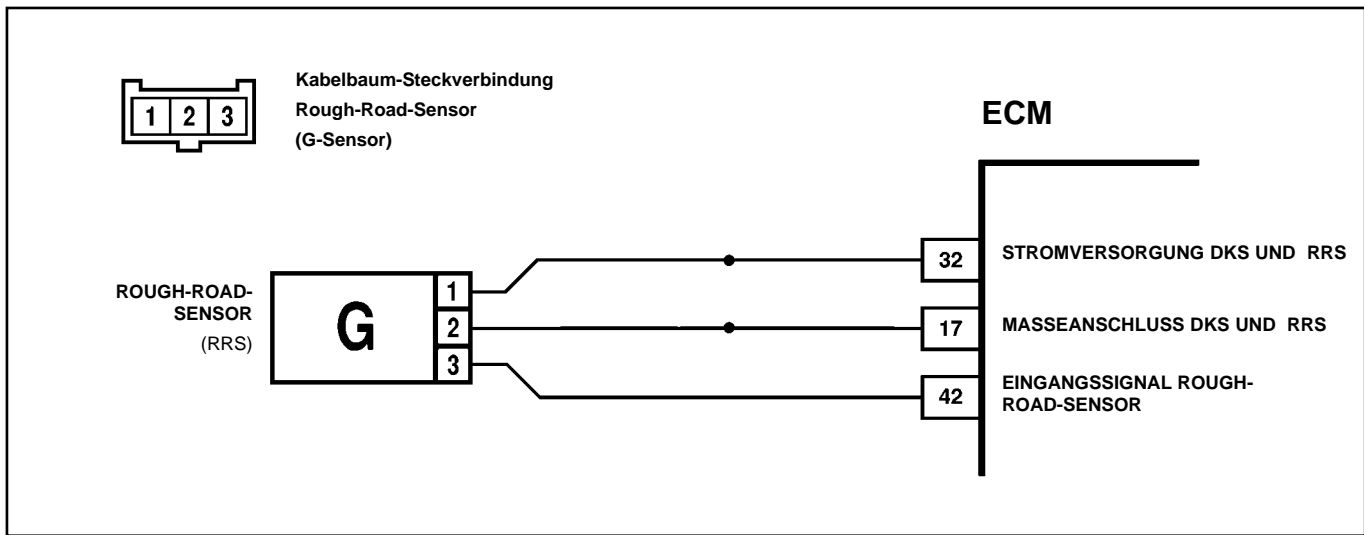 Kabelbaum-Steckverbindung
Rough-Road-Sensor
(G-Sensor)
1 2 3
ECM
ROUGH-ROAD-
SENSOR
(RRS)
G
1
2
3
32
STROMVERSORGUNG DKS UND RRS
17
MASSEANSCHLUSS DKS UND RRS
42
EINGANGSSIGNAL ROUGH-
ROAD-SENSOR